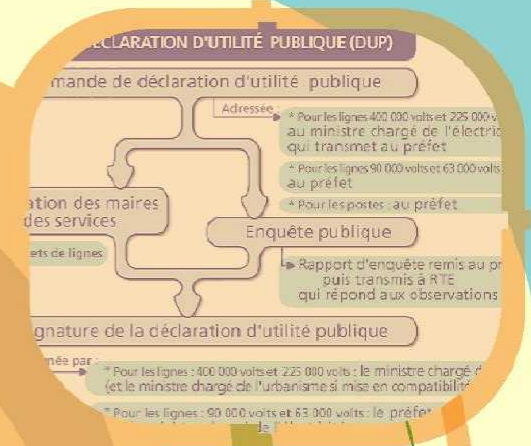 DÉCLARATION D'UTILITÉ PUBLIQUE (DUP)
mande de déclaration d'utilité publique
Adressée :
* Pour les lignes 400 000 volts et 225 000 v
au ministre chargé de l'électric
qui transmet au préfet
* Pour les lignes 90 000 volts et 63 000 volts
au préfet
* Pour les postes : au préfet
ation des maires
des services
ets de lignes
Enquête publique
Rapport d'enquête remis au pr
puis transmis à RTE
qui répond aux observations
gnature de la déclaration d'utilité publique
née par :
* Pour les lignes : 400 000 volts et 225 000 volts : le ministre chargé d
(et le ministre chargé de l'urbanisme si mise en compatibilité
* Pour les lignes : 90 000 volts et 63 000 volts : le préfet